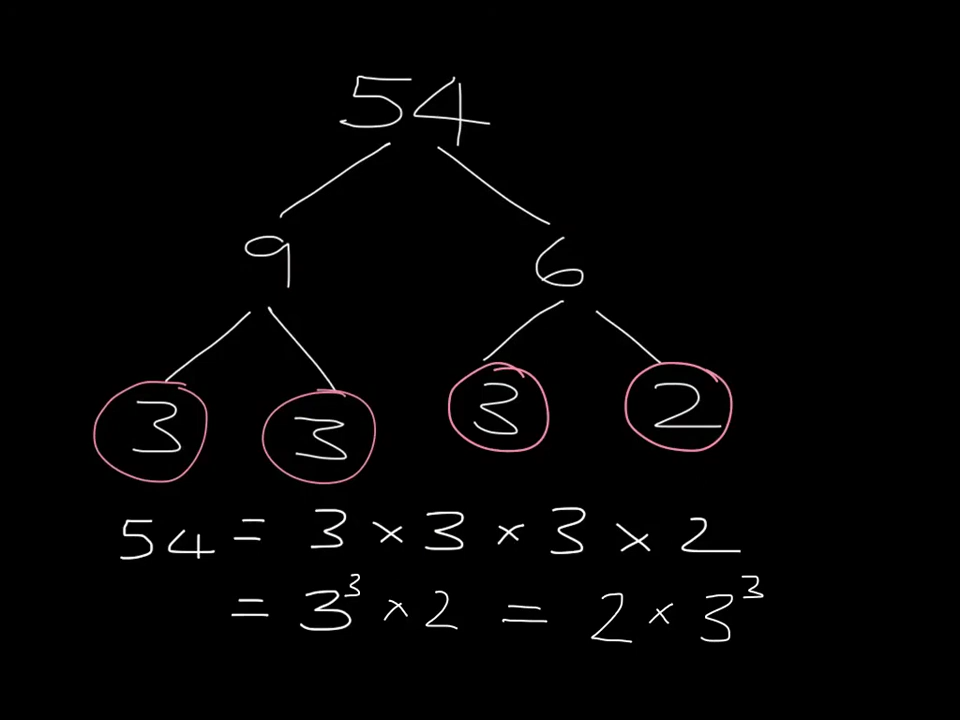 54
9 6
3 3 3 2
54 = 3 × 3 × 3 × 2
= 3³ × 2 = 2 × 3³